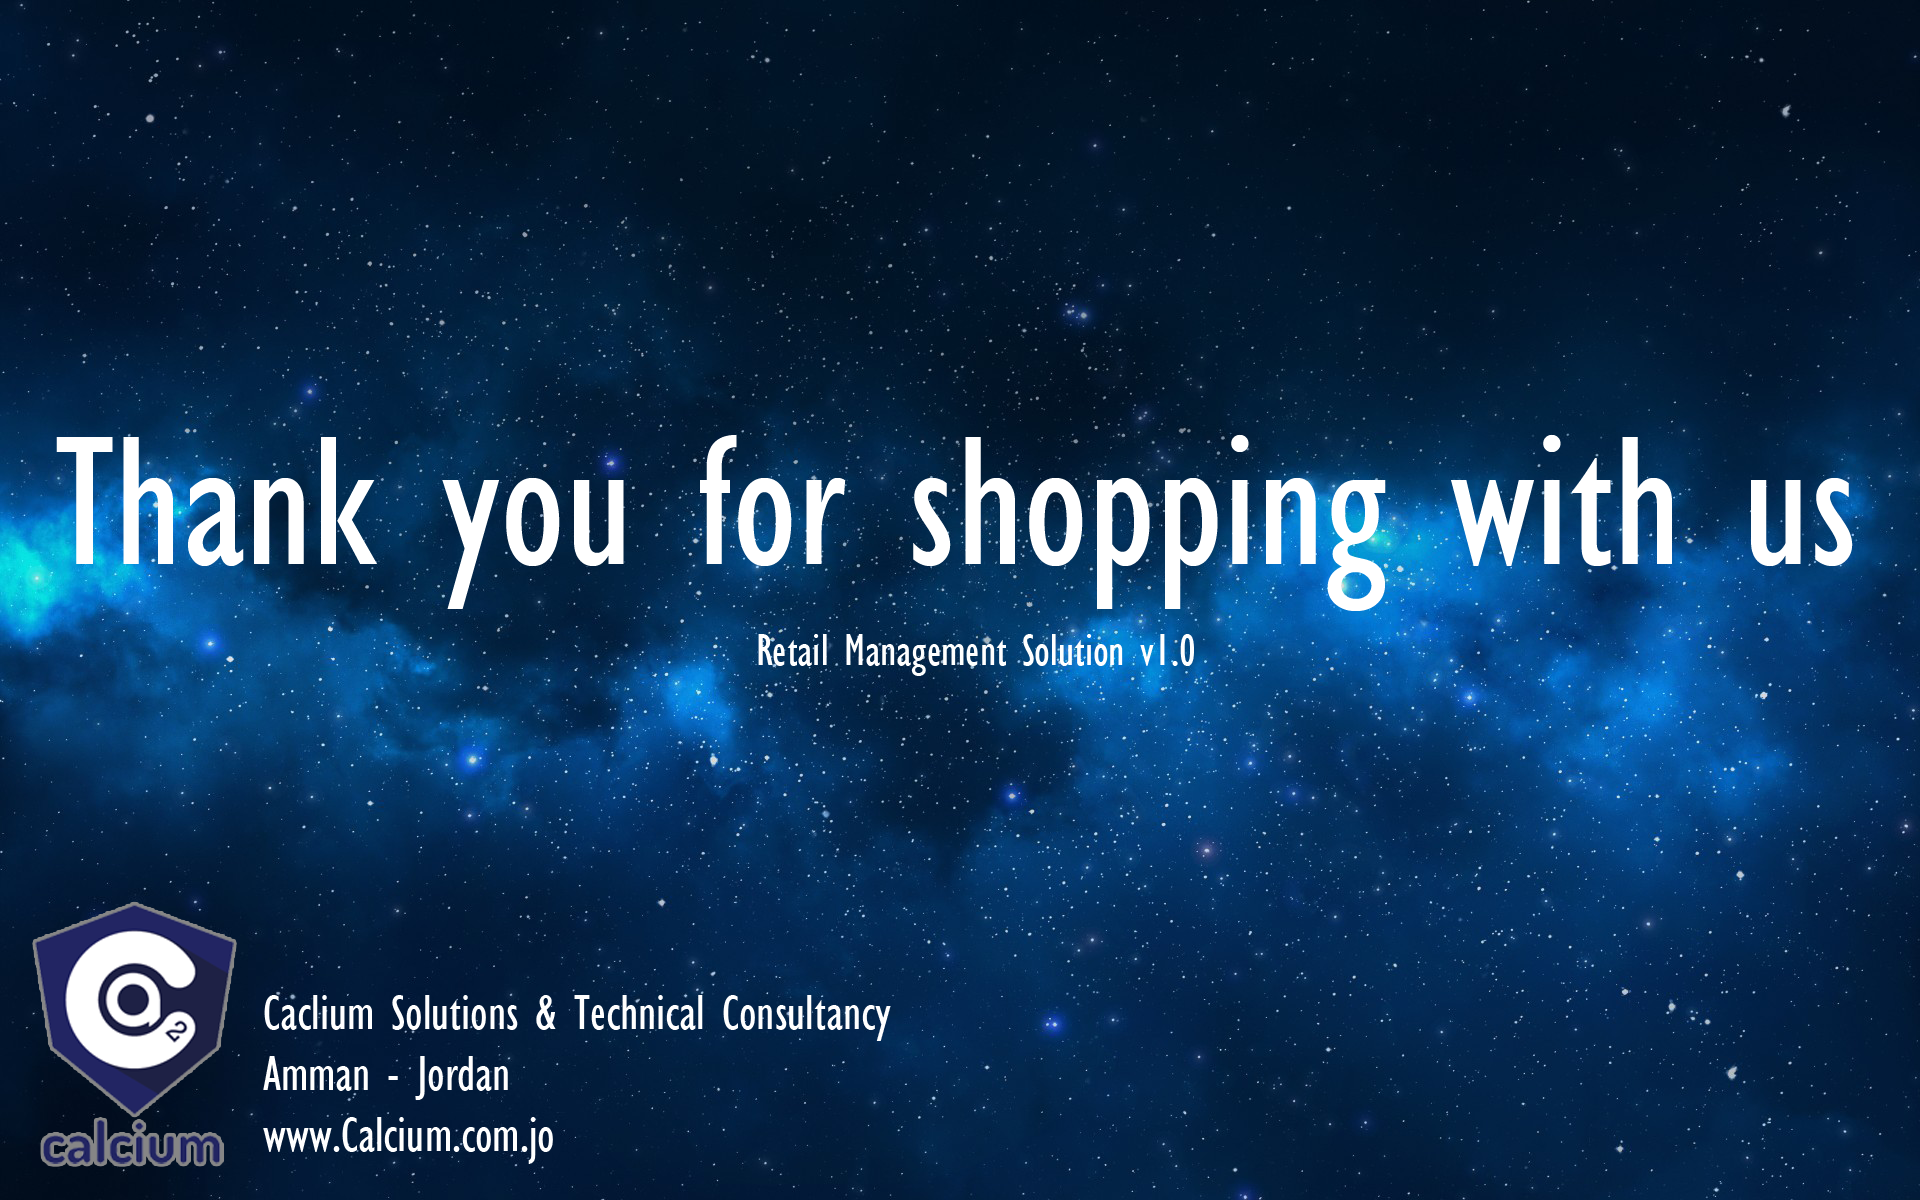 Thank you for shopping with us
Retail Management Solution v1.0
Ca2
Caclium Solutions & Technical Consultancy
Amman - Jordan
www.Calcium.com.jo
calcium